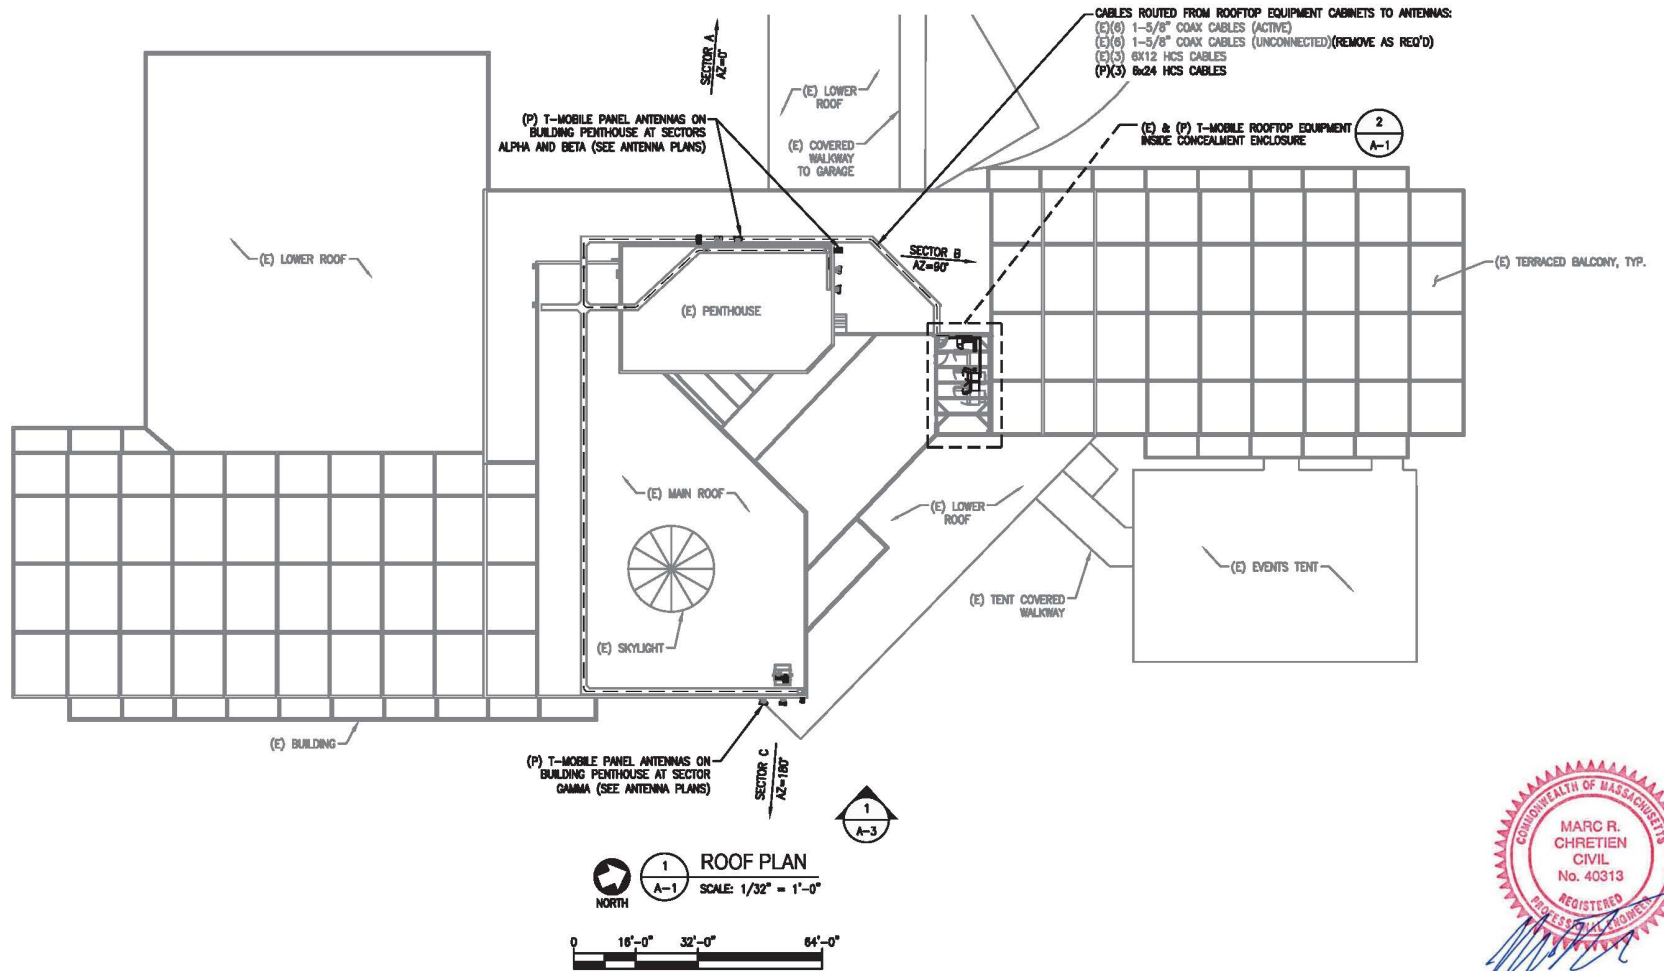 CABLES ROUTED FROM ROOFTOP EQUIPMENT CABINETS TO ANTENNAS:
(E)(6) 1-5/8" COAX CABLES (ACTIVE)
(E)(6) 1-5/8" COAX CABLES (UNCONNECTED)(REMOVE AS REQ'D)
(E)(3) 6X12 HCS CABLES
(P)(3) 6x24 HCS CABLES
SECTOR A
AZ=0°
(E) LOWER
ROOF
(P) T-MOBILE PANEL ANTENNAS ON
BUILDING PENTHOUSE AT SECTORS
ALPHA AND BETA (SEE ANTENNA PLANS)
(E) COVERED
WALKWAY
TO GARAGE
(E) & (P) T-MOBILE ROOFTOP EQUIPMENT
INSIDE CONCEALMENT ENCLOSURE
2
A-1
(E) LOWER ROOF
SECTOR B
AZ=90°
(E) TERRACED BALCONY, TYP.
(E) PENTHOUSE
(E) MAIN ROOF
(E) LOWER
ROOF
(E) EVENTS TENT
(E) TENT COVERED
WALKWAY
(E) SKYLIGHT
(E) BUILDING
(P) T-MOBILE PANEL ANTENNAS ON
BUILDING PENTHOUSE AT SECTOR
GAMMA (SEE ANTENNA PLANS)
SECTOR C
AZ=180°
1
A-3
NORTH
1
A-1
ROOF PLAN
SCALE: 1/32" = 1'-0"
0 16'-0" 32'-0" 64'-0"
COMMONWEALTH OF MASSACHUSETTS
MARC R.
CHRETIEN
CIVIL
No. 40313
REGISTERED
PROFESSIONAL ENGINEER